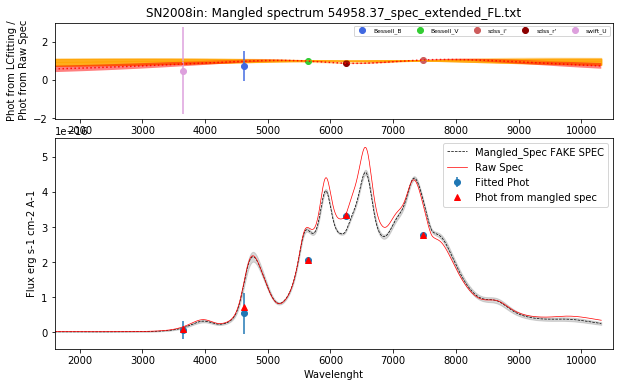 SN2008in: Mangled spectrum 54958.37_spec_extended_FL.txt
Phot from LCfitting /
Phot from Raw Spec
Bessell_B Bessell_V sdss_i' sdss_r' swift_U
2
0
−2
2000 3000 4000 5000 6000 7000 8000 9000 10000
1e−16
Mangled_Spec FAKE SPEC
Raw Spec
Fitted Phot
Phot from mangled spec
Flux erg s-1 cm-2 A-1
5
4
3
2
1
0
2000 3000 4000 5000 6000 7000 8000 9000 10000
Wavelenght